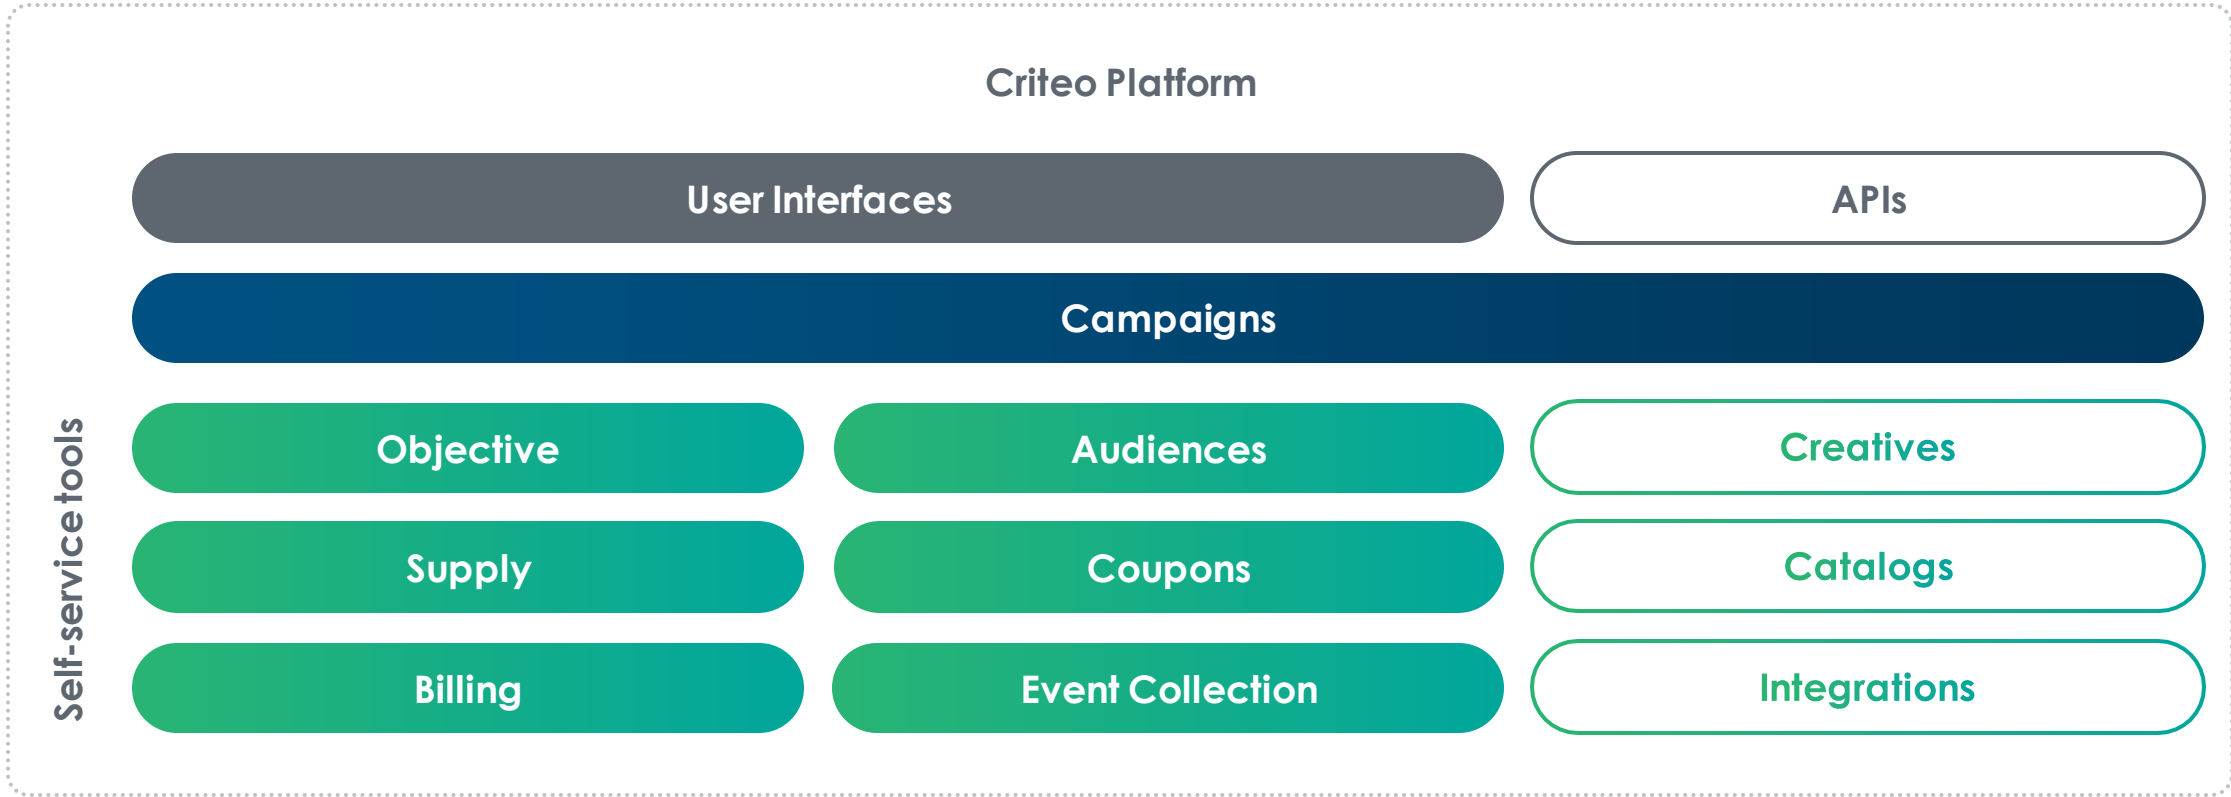 Criteo Platform
User Interfaces
APIs
Campaigns
Self-service tools
Objective
Audiences
Creatives
Supply
Coupons
Catalogs
Billing
Event Collection
Integrations